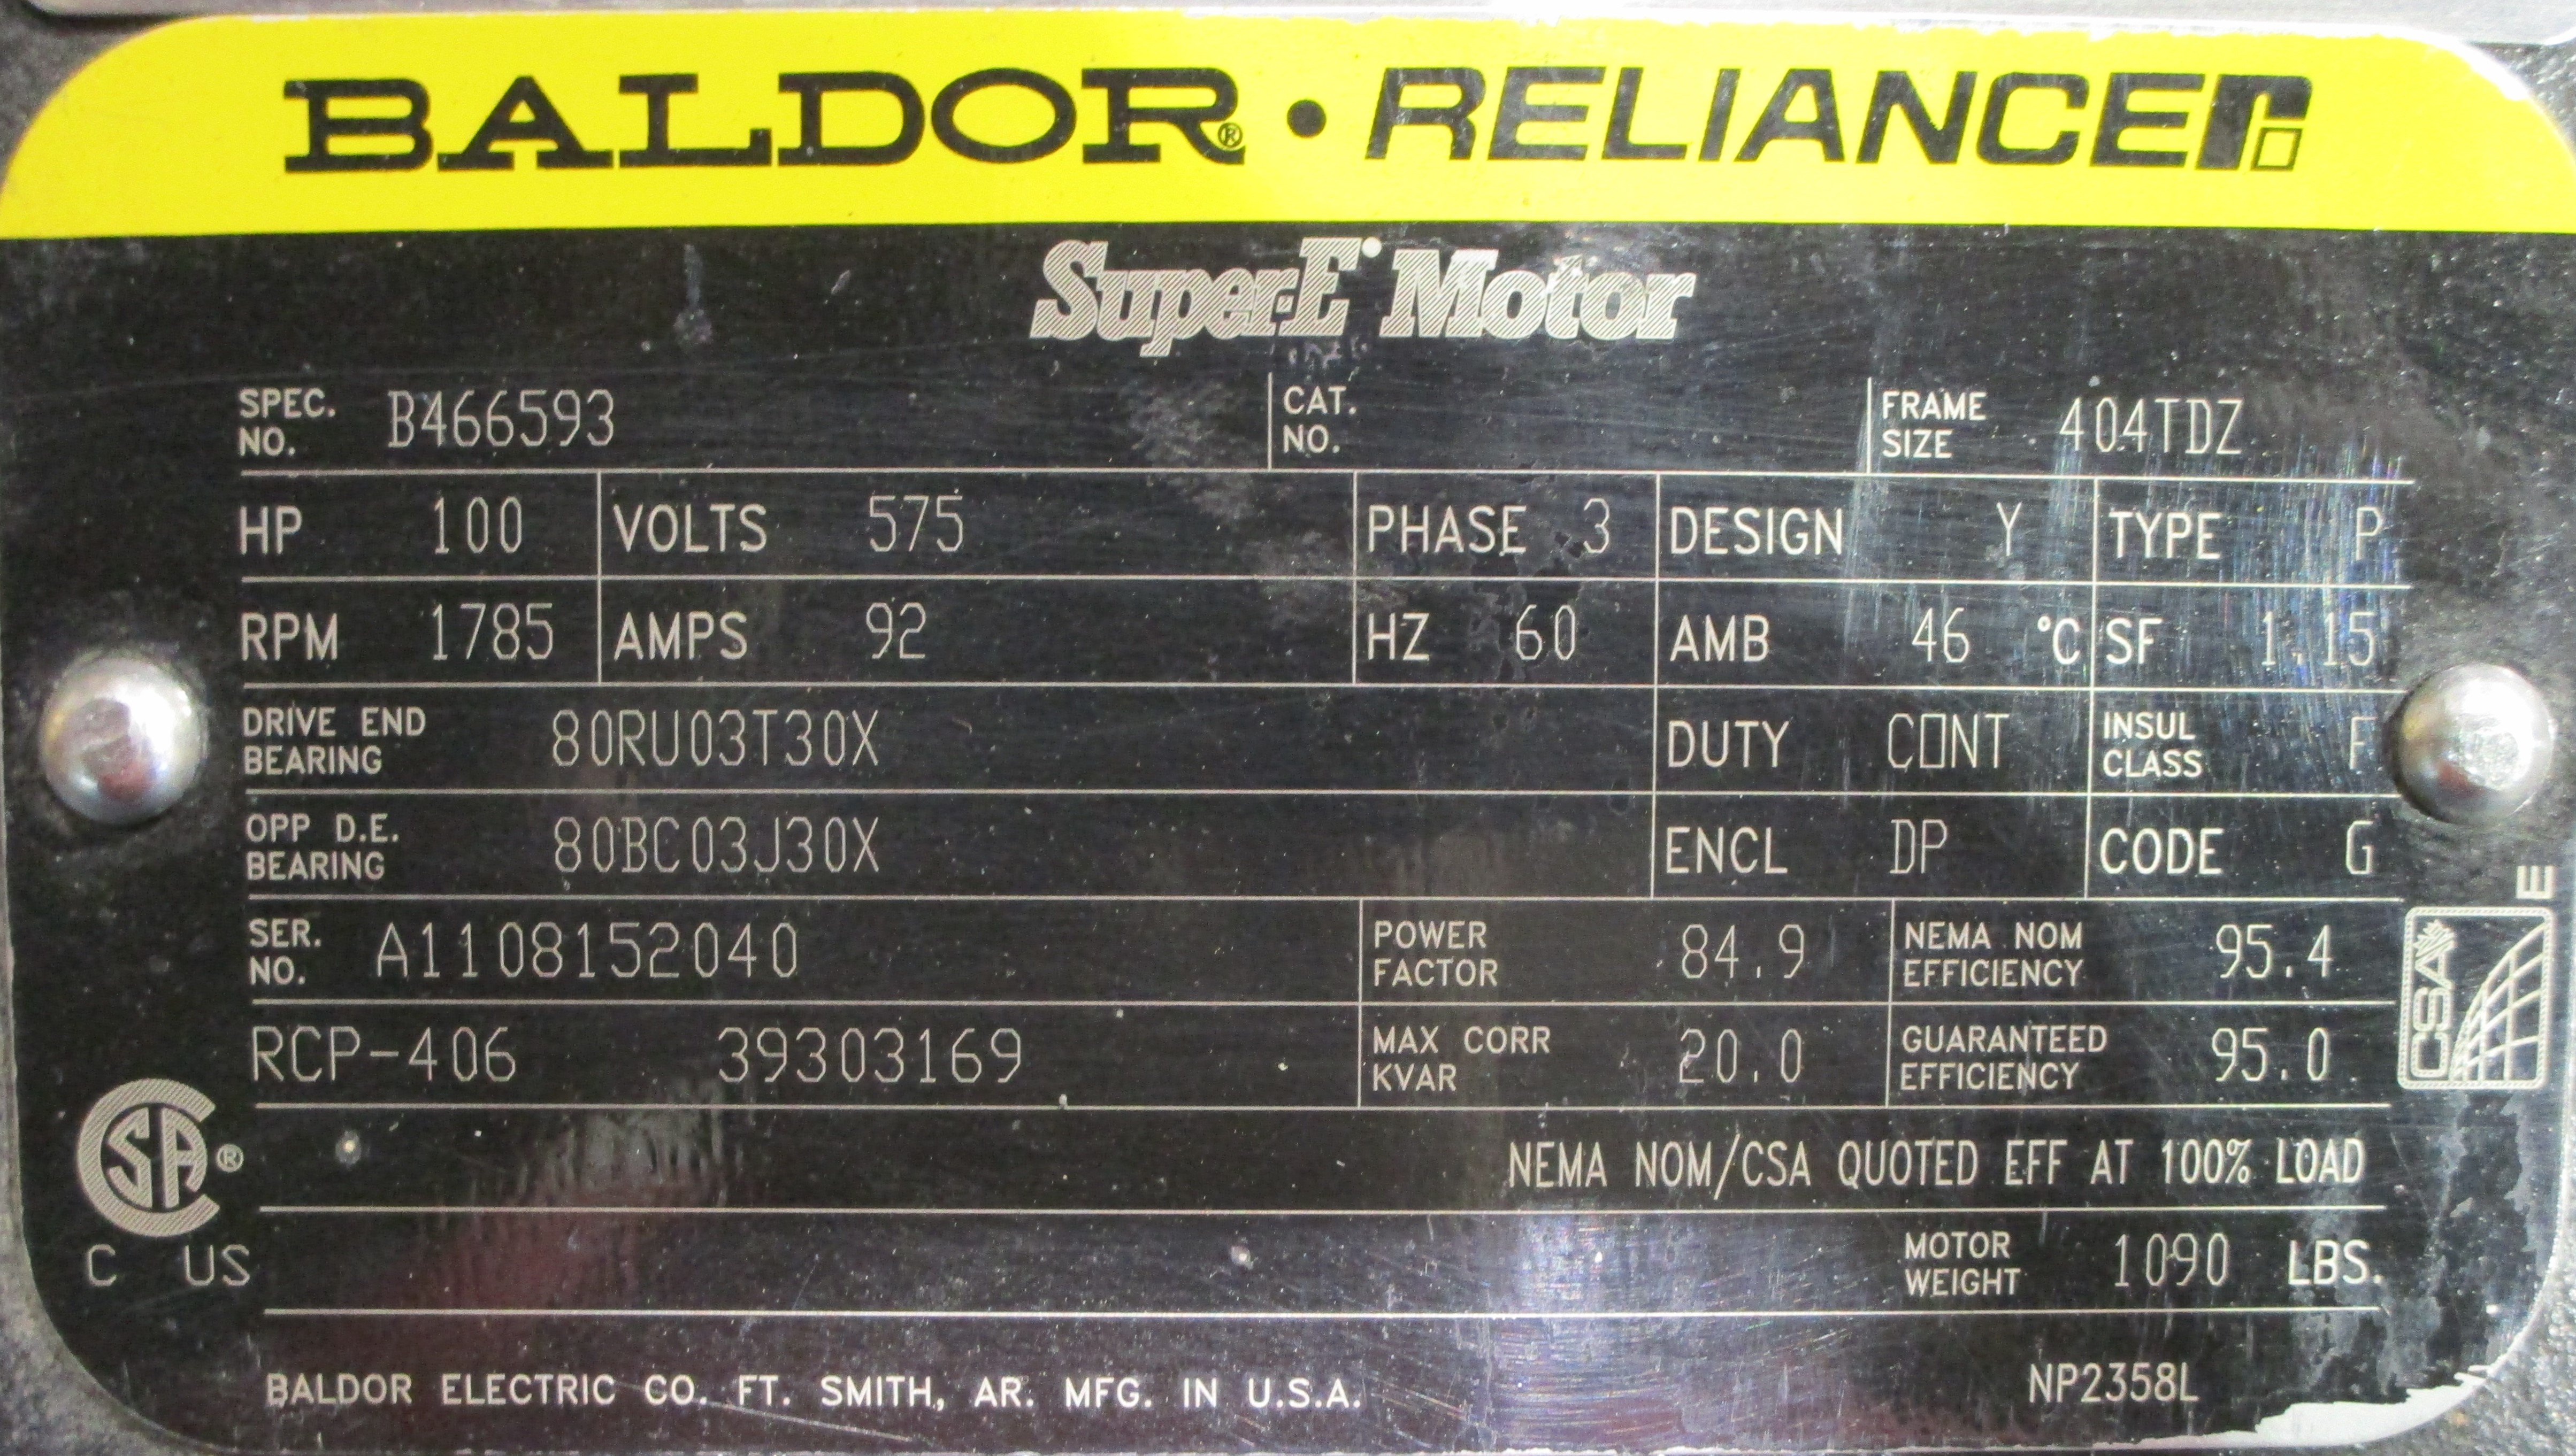 BALDOR® • RELIANCE
Super-E® Motor
SPEC. NO. B466593 CAT. NO. FRAME SIZE 404TDZ
HP 100 VOLTS 575 PHASE 3 DESIGN Y TYPE P
RPM 1785 AMPS 92 HZ 60 AMB 46 °C SF 1.15
DRIVE END BEARING 80RU03T30X DUTY CONT INSUL CLASS F
OPP D.E. BEARING 80BC03J30X ENCL DP CODE G
SER. NO. A1108152040 POWER FACTOR 84.9 NEMA NOM EFFICIENCY 95.4
RCP-406 39303169 MAX CORR KVAR 20.0 GUARANTEED EFFICIENCY 95.0
CSA E
NEMA NOM/CSA QUOTED EFF AT 100% LOAD
SA®
C US
MOTOR WEIGHT 1090 LBS.
BALDOR ELECTRIC CO. FT. SMITH, AR. MFG. IN U.S.A. NP2358L